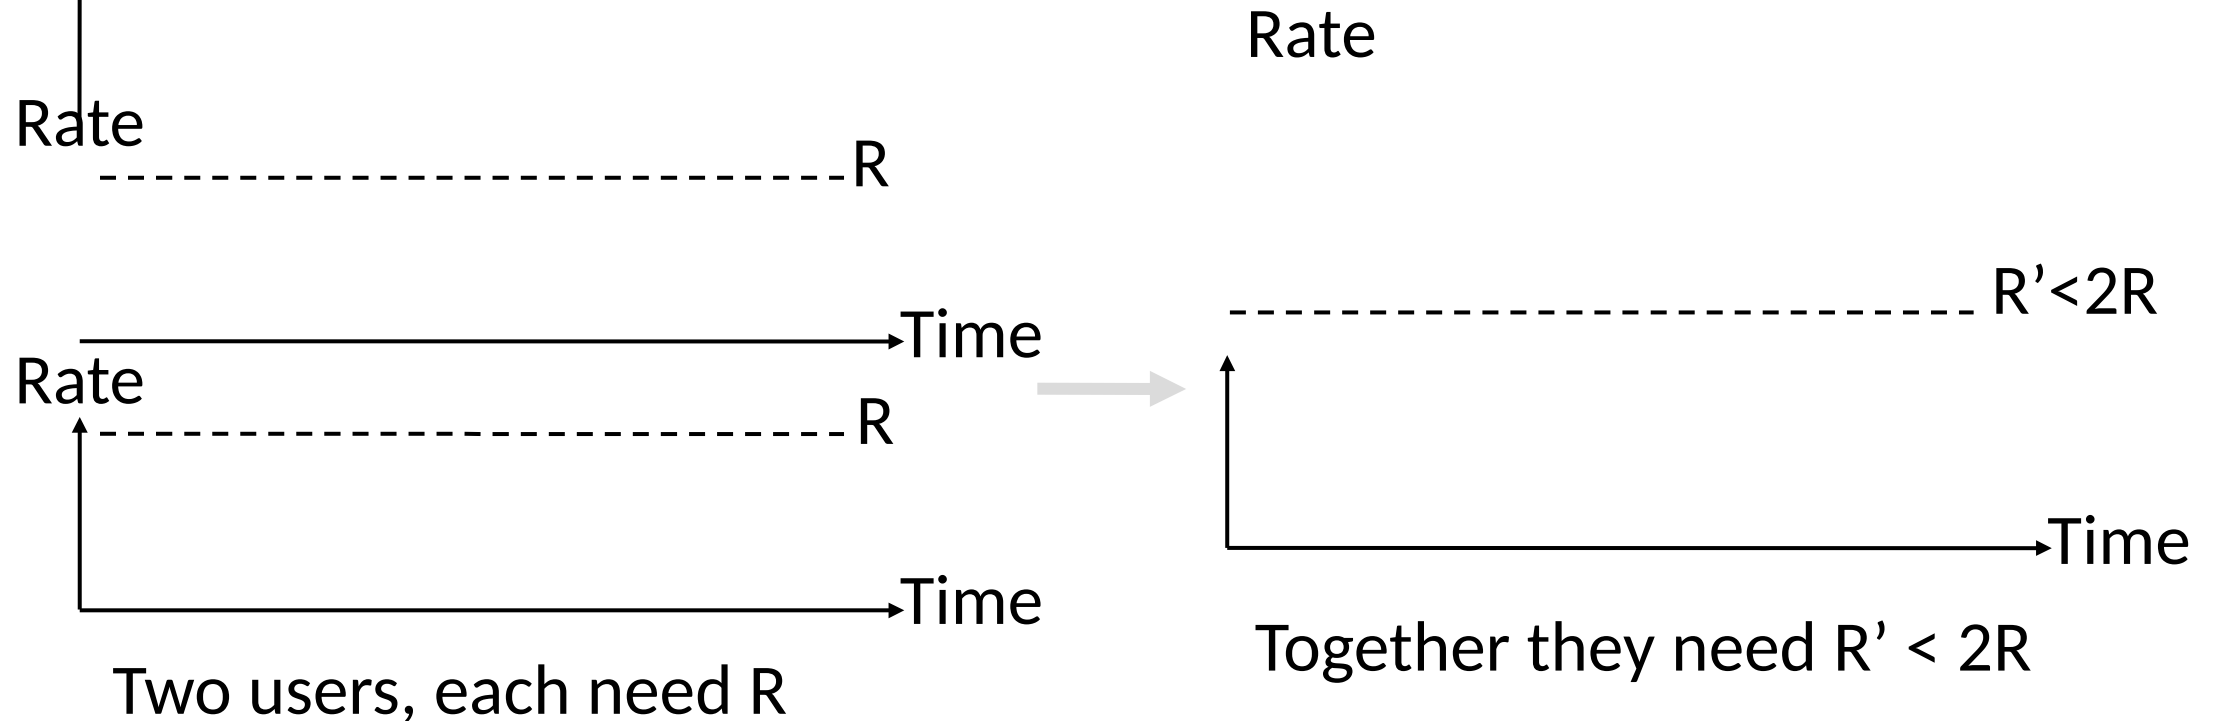 Rate
R
Time
Rate
R
Time
Two users, each need R
Rate
R’<2R
Time
Together they need R’ < 2R